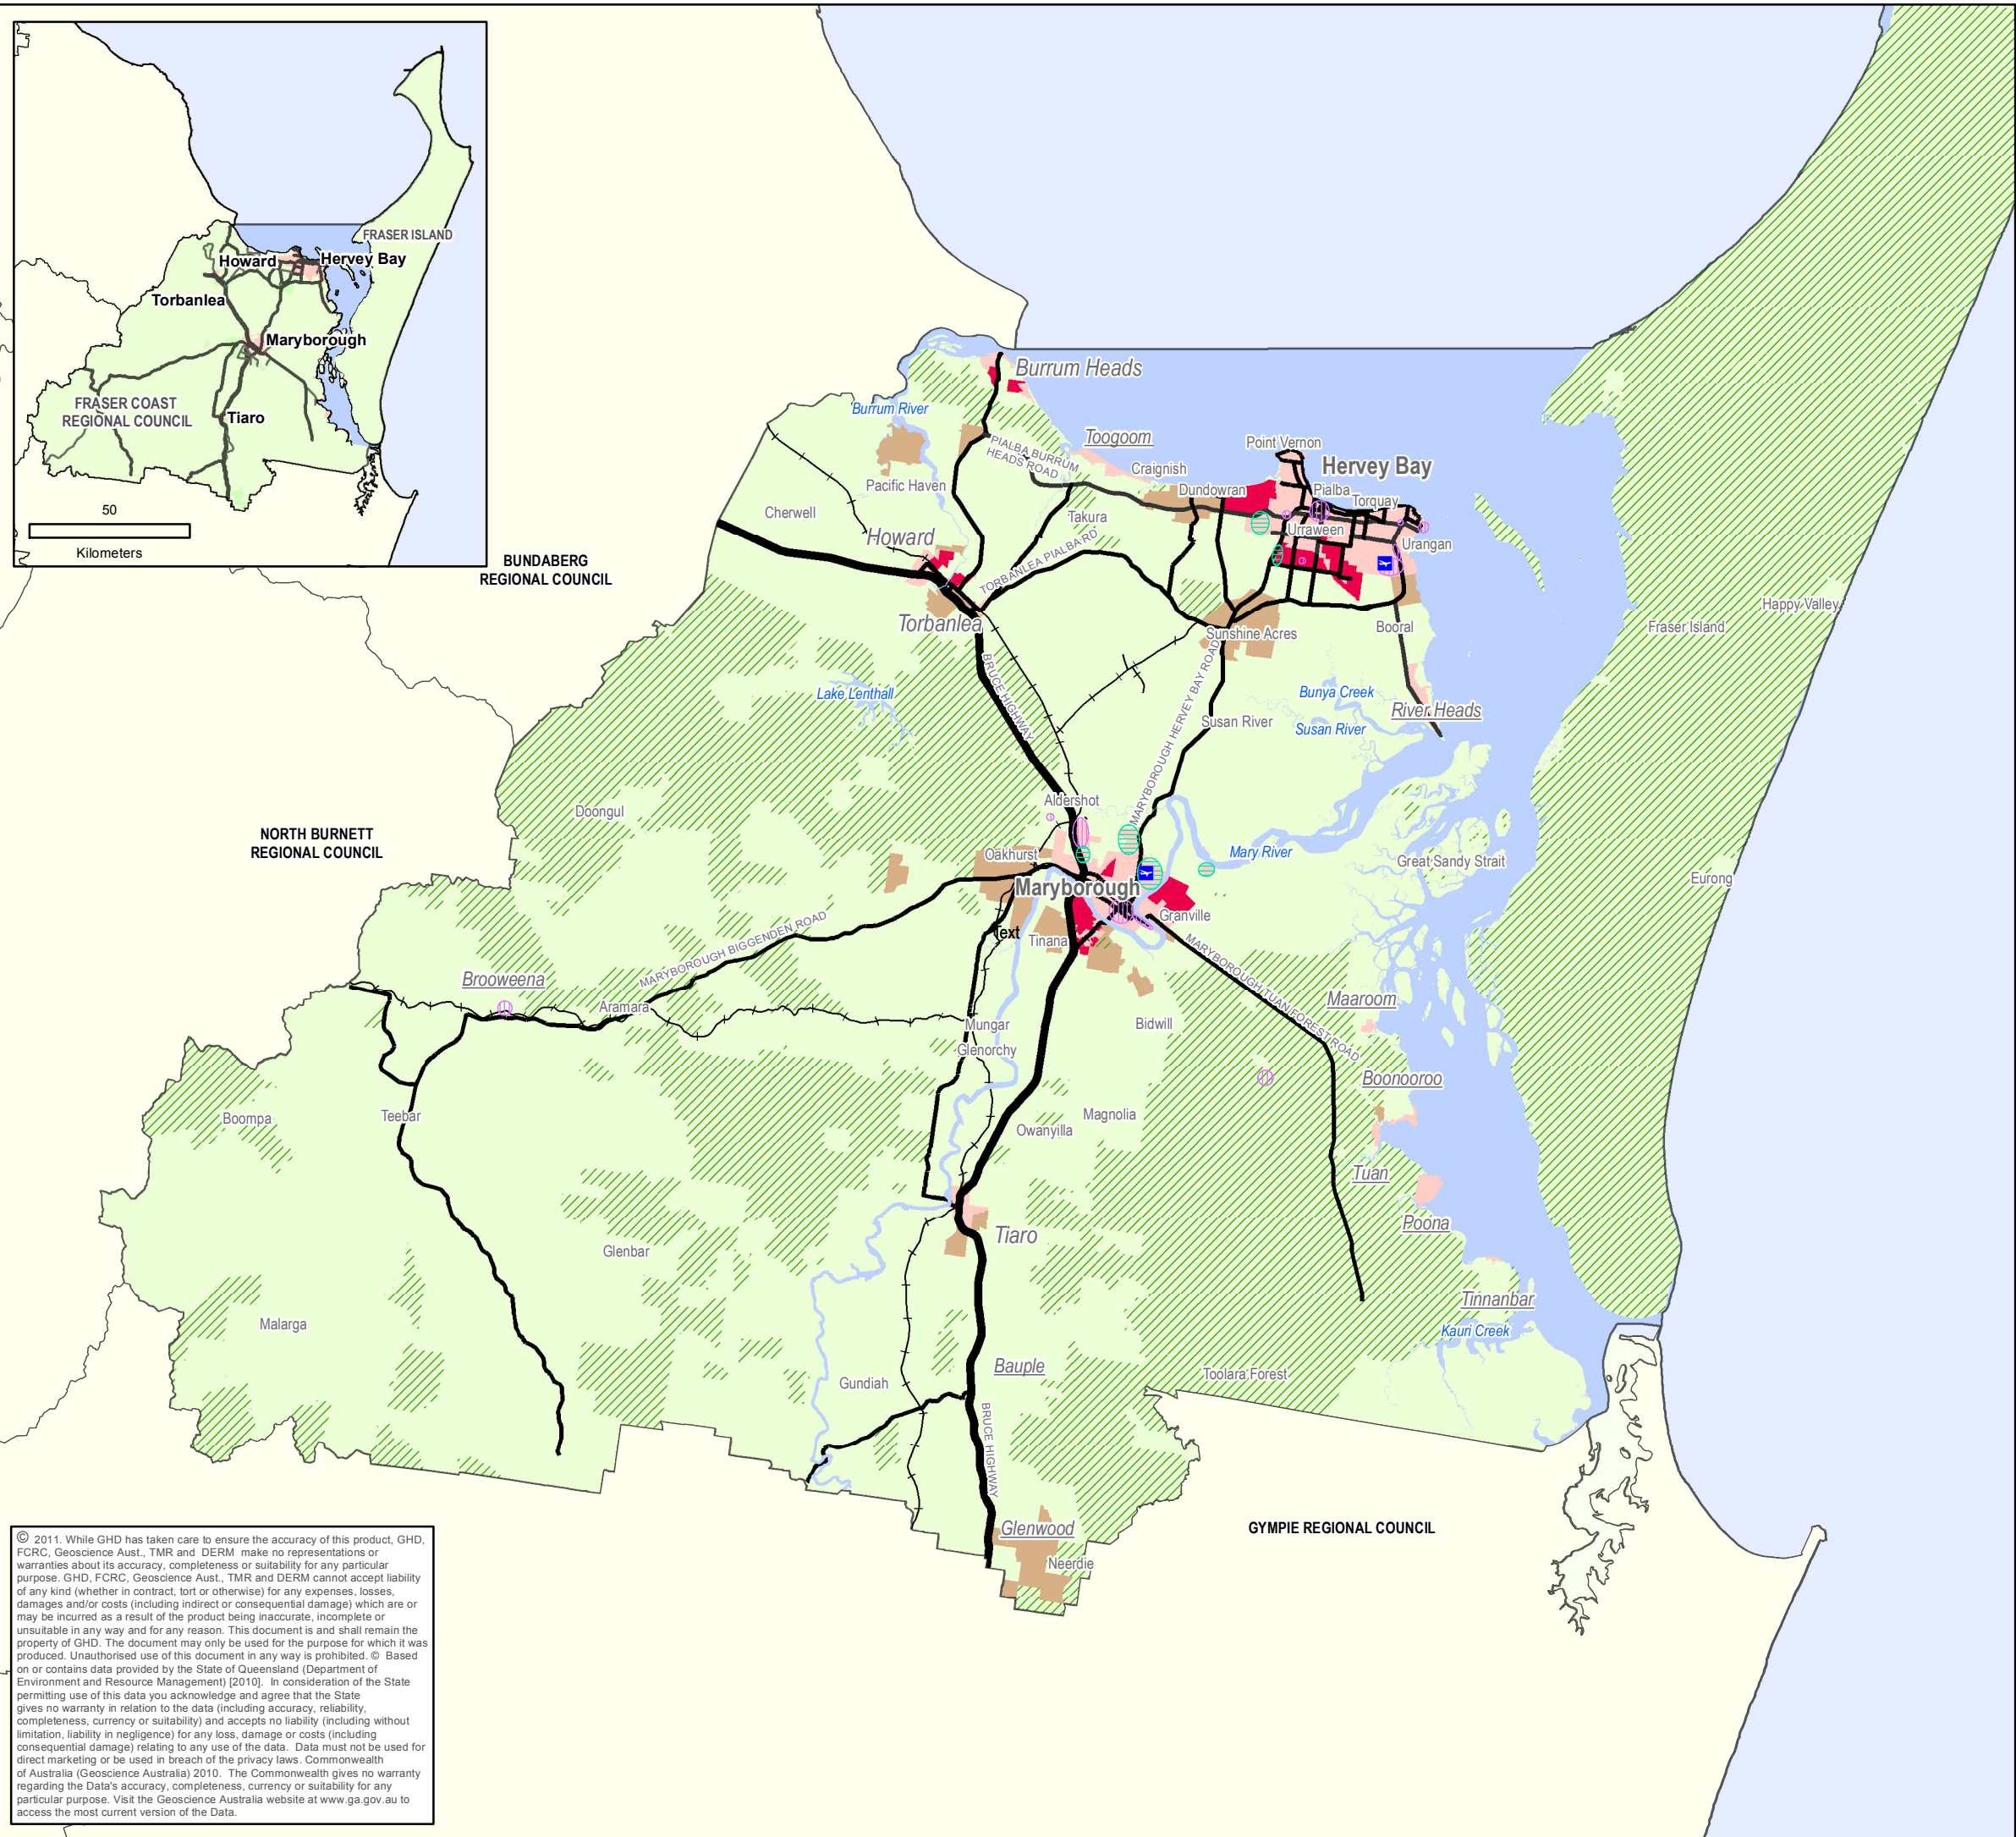 FRASER ISLAND
Howard
Hervey Bay
Torbanlea
Maryborough
FRASER COAST
REGIONAL COUNCIL
Tiaro
50
Kilometers
BUNDABERG
REGIONAL COUNCIL
NORTH BURNETT
REGIONAL COUNCIL
GYMPIE REGIONAL COUNCIL
Burrum Heads
Burrum River
Toogoom
PIALBA BURRUM
HEADS ROAD
Craignish
Point Vernon
Hervey Bay
Pacific Haven
Dundowran
Pialba
Torquay
Cherwell
Takura
Urraween
Urangan
Howard
TORBANLEA PIALBA RD
Torbanlea
Sunshine Acres
Booral
Fraser Island
Happy Valley
BRUCE HIGHWAY
Lake Lenthall
MARYBOROUGH HERVEY BAY ROAD
Bunya Creek
River Heads
Susan River
Susan River
Doongul
Aldershot
Oakhurst
Mary River
Great Sandy Strait
Eurong
Maryborough
Granville
Text
Tinana
MARYBOROUGH BIGGENDEN ROAD
MARYBOROUGH TUAN FOREST ROAD
Brooweena
Aramara
Maaroom
Mungar
Bidwill
Glenorchy
Boonooroo
Boompa
Teebar
Magnolia
Owanyilla
Tuan
Poona
Tiaro
Glenbar
Tinnanbar
Malarga
Kauri Creek
Bauple
Toolara Forest
Gundiah
BRUCE HIGHWAY
Glenwood
Neerdie
© 2011. While GHD has taken care to ensure the accuracy of this product, GHD,
FCRC, Geoscience Aust., TMR and DERM make no representations or
warranties about its accuracy, completeness or suitability for any particular
purpose. GHD, FCRC, Geoscience Aust., TMR and DERM cannot accept liability
of any kind (whether in contract, tort or otherwise) for any expenses, losses,
damages and/or costs (including indirect or consequential damage) which are or
may be incurred as a result of the product being inaccurate, incomplete or
unsuitable in any way and for any reason. This document is and shall remain the
property of GHD. The document may only be used for the purpose for which it was
produced. Unauthorised use of this document in any way is prohibited. © Based
on or contains data provided by the State of Queensland (Department of
Environment and Resource Management) [2010]. In consideration of the State
permitting use of this data you acknowledge and agree that the State
gives no warranty in relation to the data (including accuracy, reliability,
completeness, currency or suitability) and accepts no liability (including without
limitation, liability in negligence) for any loss, damage or costs (including
consequential damage) relating to any use of the data. Data must not be used for
direct marketing or be used in breach of the privacy laws. Commonwealth
of Australia (Geoscience Australia) 2010. The Commonwealth gives no warranty
regarding the Data's accuracy, completeness, currency or suitability for any
particular purpose. Visit the Geoscience Australia website at www.ga.gov.au to
access the most current version of the Data.